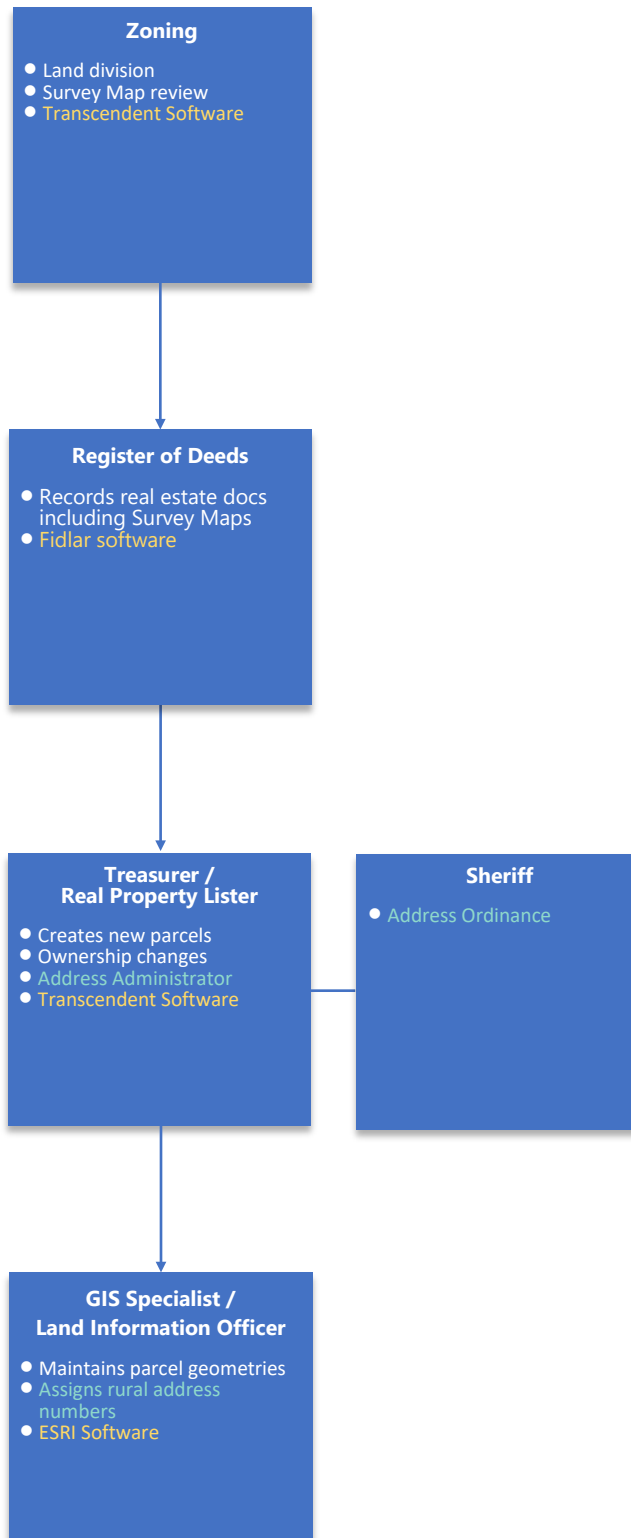 Zoning
● Land division
● Survey Map review
● Transcendent Software
Register of Deeds
● Records real estate docs
including Survey Maps
● Fidlar software
Treasurer /
Real Property Lister
● Creates new parcels
● Ownership changes
● Address Administrator
● Transcendent Software
Sheriff
● Address Ordinance
GIS Specialist /
Land Information Officer
● Maintains parcel geometries
● Assigns rural address
numbers
● ESRI Software